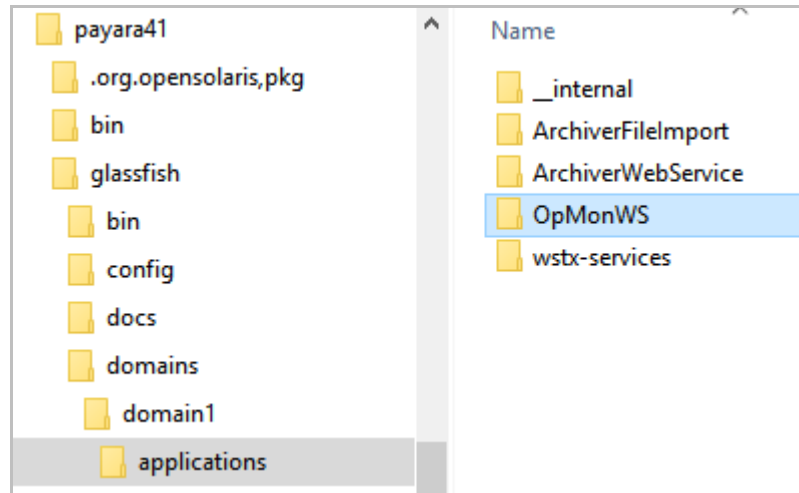 payara41
.org.opensolaris,pkg
bin
glassfish
bin
config
docs
domains
domain1
applications
Name
__internal
ArchiverFileImport
ArchiverWebService
OpMonWS
wstx-services